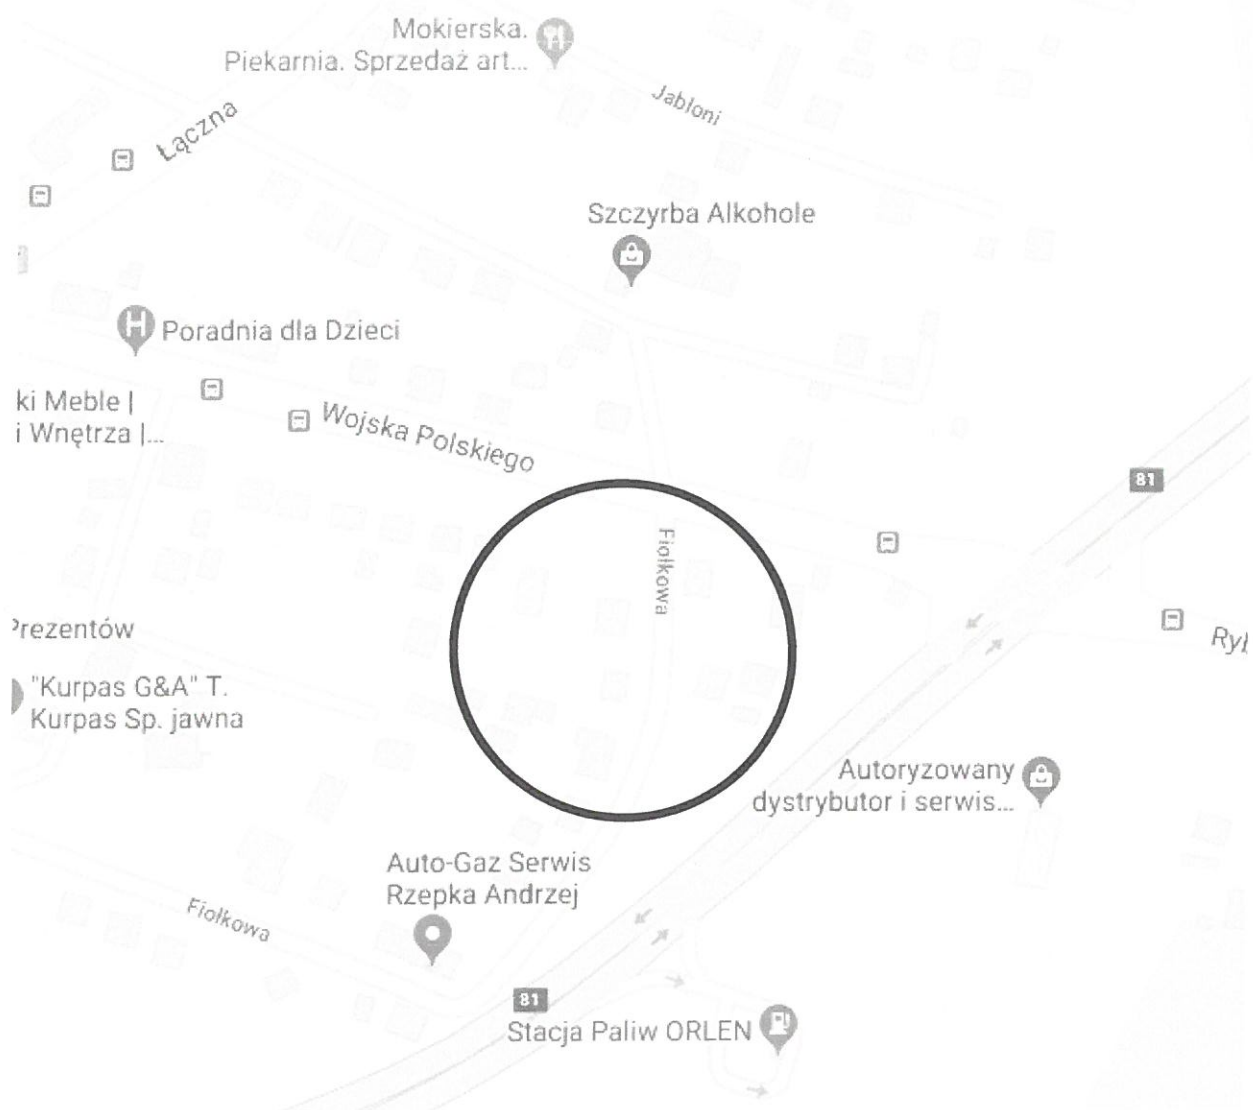 Mokierska.
Piekarnia. Sprzedaż art...
Jabłoni
Łączna
Szczyrba Alkohole
Poradnia dla Dzieci
ki Meble |
i Wnętrza |...
Wojska Polskiego
81
Fiołkowa
Prezentów
Ryb
"Kurpas G&A" T.
Kurpas Sp. jawna
Autoryzowany
dystrybutor i serwis...
Auto-Gaz Serwis
Rzepka Andrzej
Fiołkowa
81
Stacja Paliw ORLEN